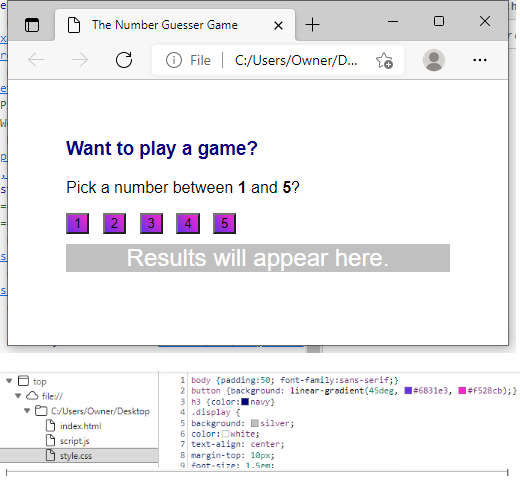 The Number Guesser Game
File C:/Users/Owner/D...
Want to play a game?
Pick a number between 1 and 5?
1 2 3 4 5
Results will appear here.
top
file://
C:/Users/Owner/Desktop
index.html
script.js
style.css
1 body {padding:50; font-family:sans-serif;}
2 button {background: linear-gradient(45deg, #6831e3, #f528cb);}
3 h3 {color:navy}
4 .display {
5 background: silver;
6 color:white;
7 text-align: center;
8 margin-top: 10px;
9 font-size: 1.5em;